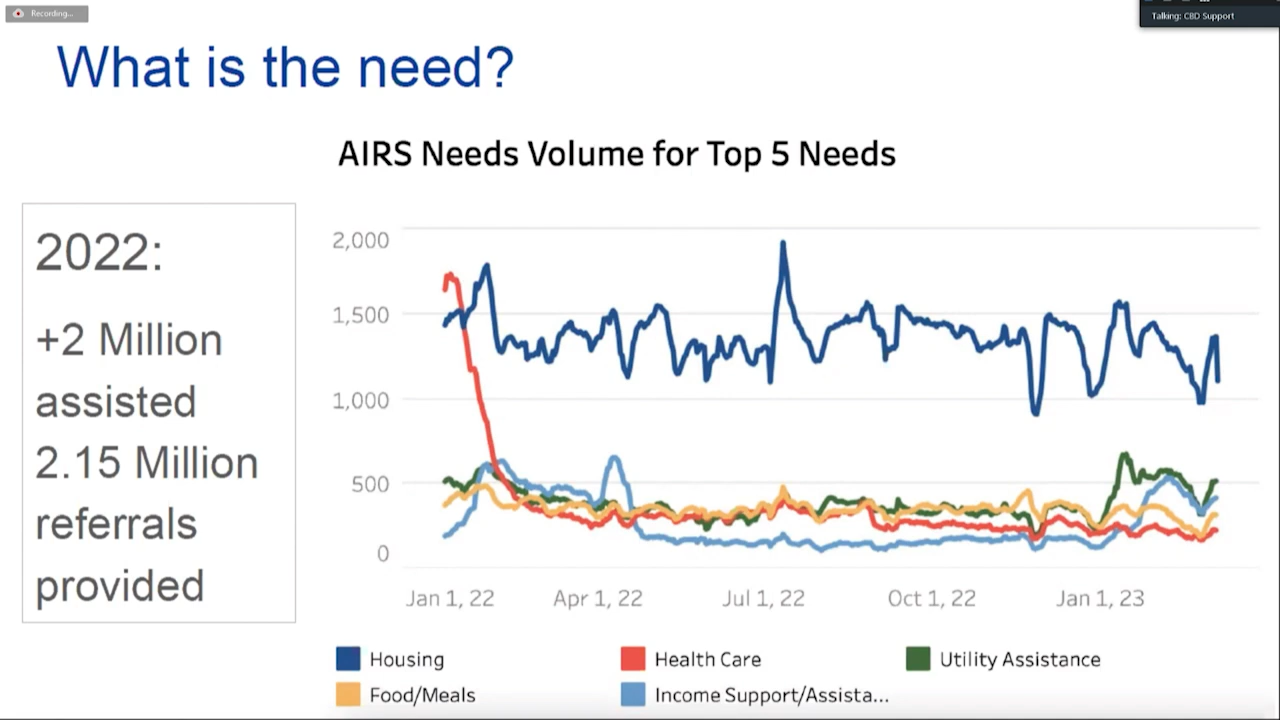 Recording...
Talking: CBD Support
What is the need?
AIRS Needs Volume for Top 5 Needs
2022:
+2 Million
assisted
2.15 Million
referrals
provided
2,000
1,500
1,000
500
0
Jan 1, 22
Apr 1, 22
Jul 1, 22
Oct 1, 22
Jan 1, 23
Housing
Health Care
Utility Assistance
Food/Meals
Income Support/Assista...